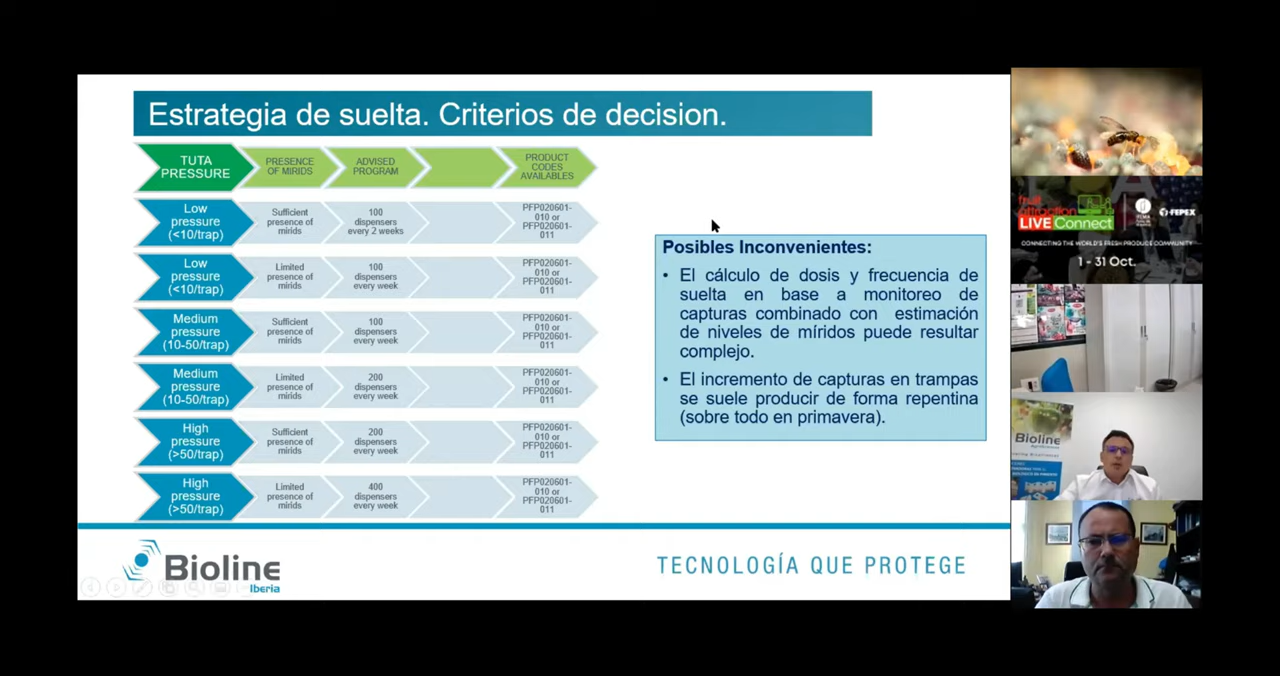 Estrategia de suelta. Criterios de decision.
TUTA
PRESSURE
PRESENCE
OF MIRIDS
ADVISED
PROGRAM
PRODUCT
CODES
AVAILABLES
Low
pressure
(<10/trap)
Sufficient
presence of
mirids
100
dispensers
every 2 weeks
PFP020601-
010 or
PFP020601-
011
Low
pressure
(<10/trap)
Limited
presence of
mirids
100
dispensers
every week
PFP020601-
010 or
PFP020601-
011
Medium
pressure
(10-50/trap)
Sufficient
presence of
mirids
100
dispensers
every week
PFP020601-
010 or
PFP020601-
011
Medium
pressure
(10-50/trap)
Limited
presence of
mirids
200
dispensers
every week
PFP020601-
010 or
PFP020601-
011
High
pressure
(>50/trap)
Sufficient
presence of
mirids
200
dispensers
every week
PFP020601-
010 or
PFP020601-
011
High
pressure
(>50/trap)
Limited
presence of
mirids
400
dispensers
every week
PFP020601-
010 or
PFP020601-
011
Posibles Inconvenientes:
• El cálculo de dosis y frecuencia de
suelta en base a monitoreo de
capturas combinado con estimación
de niveles de míridos puede resultar
complejo.
• El incremento de capturas en trampas
se suele producir de forma repentina
(sobre todo en primavera).
Bioline
Iberia
TECNOLOGÍA QUE PROTEGE
fruit
attraction
LIVE Connect
IFEMA
FEPEX
CONNECTING THE WORLD'S FRESH PRODUCE COMMUNITY
1 - 31 Oct.
Bioline